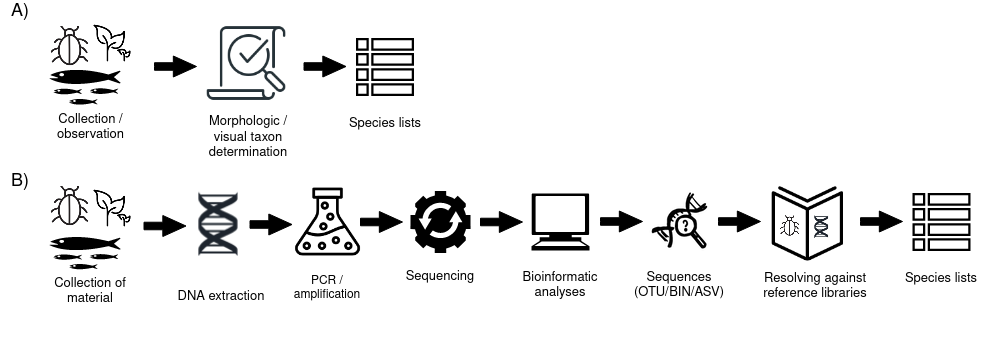 A)
Collection /
observation
Morphologic /
visual taxon
determination
Species lists
B)
Collection of
material
DNA extraction
PCR /
amplification)
Sequencing
Bioinformatic
analyses
?
Sequences
(OTU/BIN/ASV)
Resolving against
reference libraries
Species lists